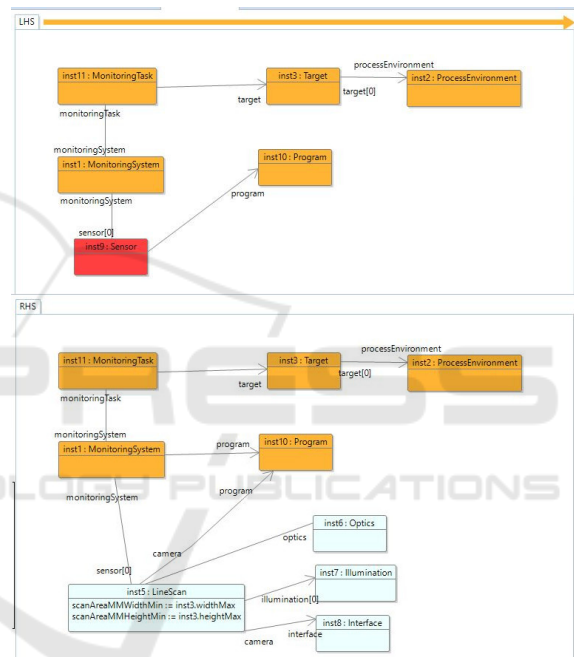 LHS
processEnvironment
inst11 : MonitoringTask
inst3 : Target
inst2 : ProcessEnvironment
target
target[0]
monitoringTask
monitoringSystem
inst1 : MonitoringSystem
inst10 : Program
monitoringSystem
program
sensor[0]
inst9 : Sensor
RHS
processEnvironment
inst11 : MonitoringTask
inst3 : Target
inst2 : ProcessEnvironment
target
target[0]
monitoringTask
monitoringSystem
inst1 : MonitoringSystem
program
inst10 : Program
monitoringSystem
program
inst6 : Optics
optics
camera
sensor[0]
inst5 : LineScan
scanAreaMMWidthMin := inst3.widthMax
scanAreaMMHeightMin := inst3.heightMax
inst7 : Illumination
illumination[0]
inst8 : Interface
interface
camera
PRESS
OLOGY PUBLICATIONS